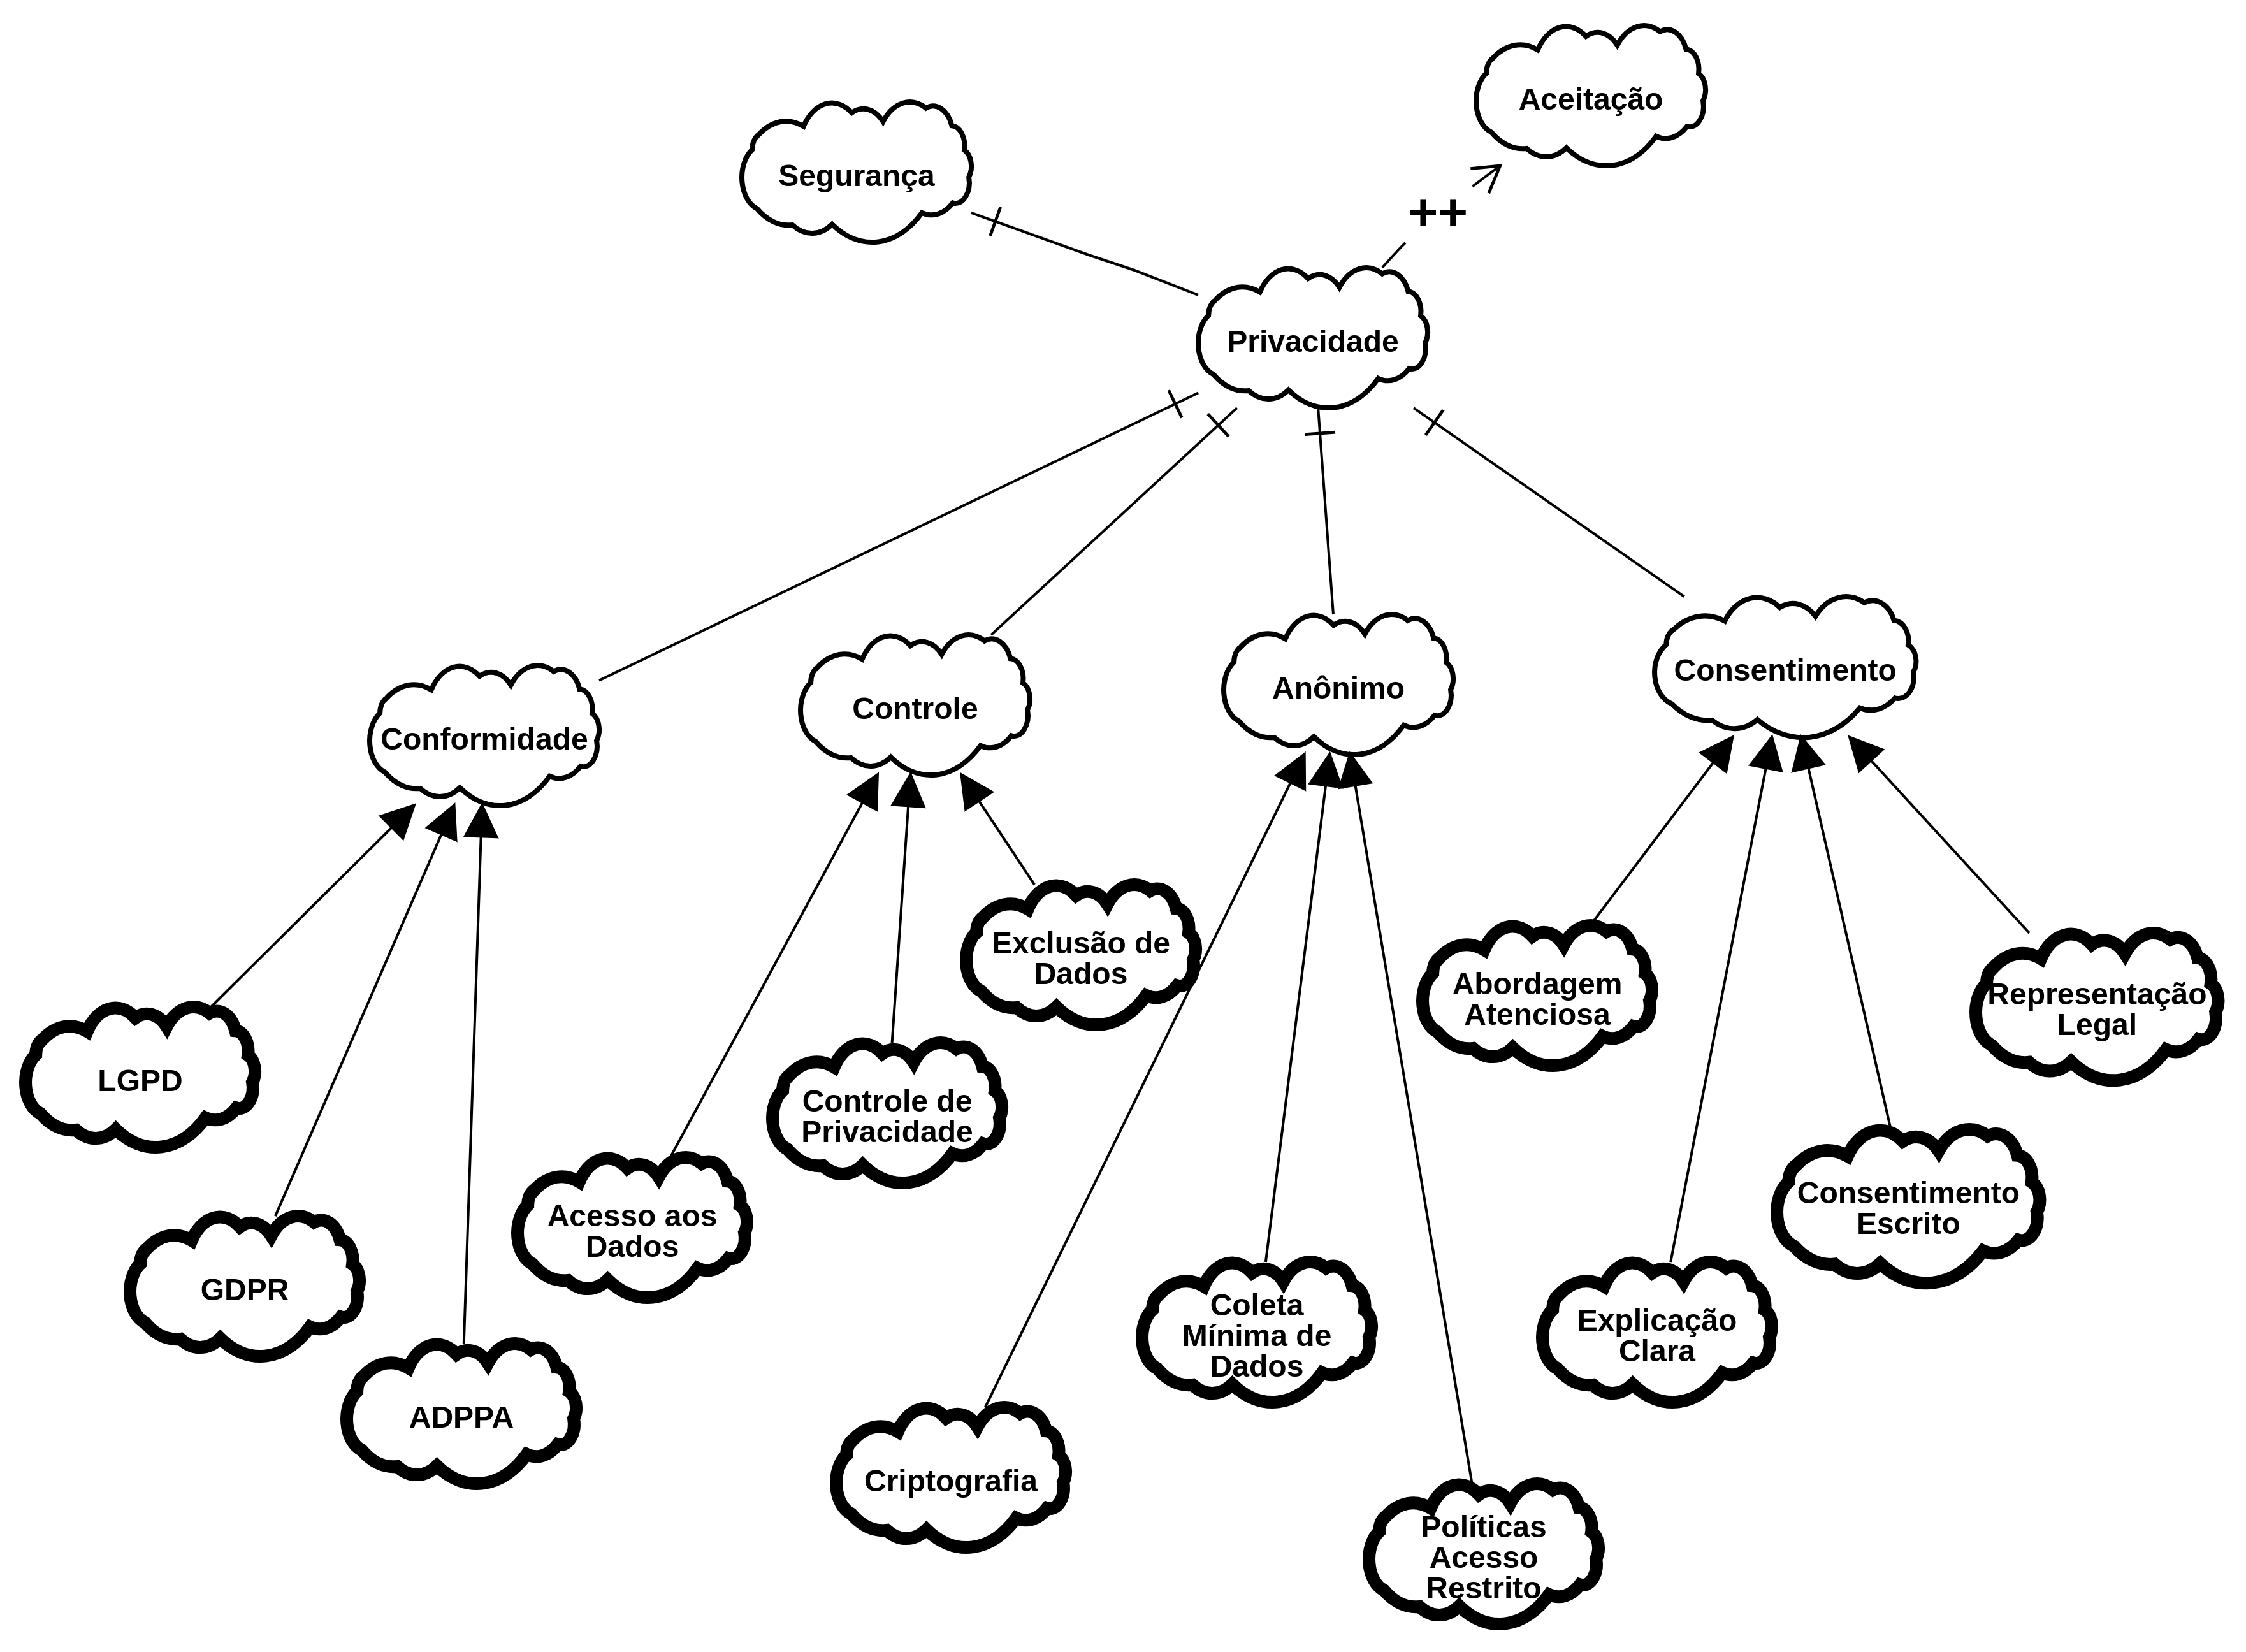 Aceitação
Segurança
++
Privacidade
Consentimento
Anônimo
Controle
Conformidade
Exclusão de
Dados
Abordagem
Atenciosa
Representação
Legal
LGPD
Controle de
Privacidade
Consentimento
Escrito
Acesso aos
Dados
GDPR
Coleta
Mínima de
Dados
Explicação
Clara
ADPPA
Criptografia
Políticas
Acesso
Restrito